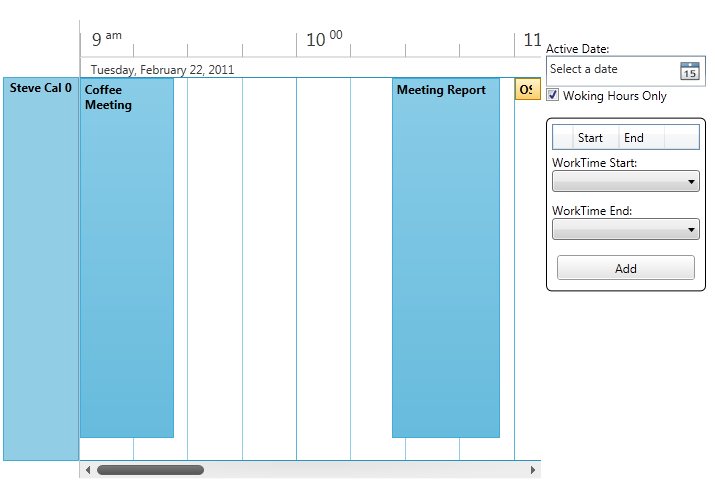 9 am
10 00
11
Tuesday, February 22, 2011
Steve Cal 0
Coffee
Meeting
Meeting Report
Active Date:
Select a date
15
Woking Hours Only
Start End
WorkTime Start:
WorkTime End:
Add